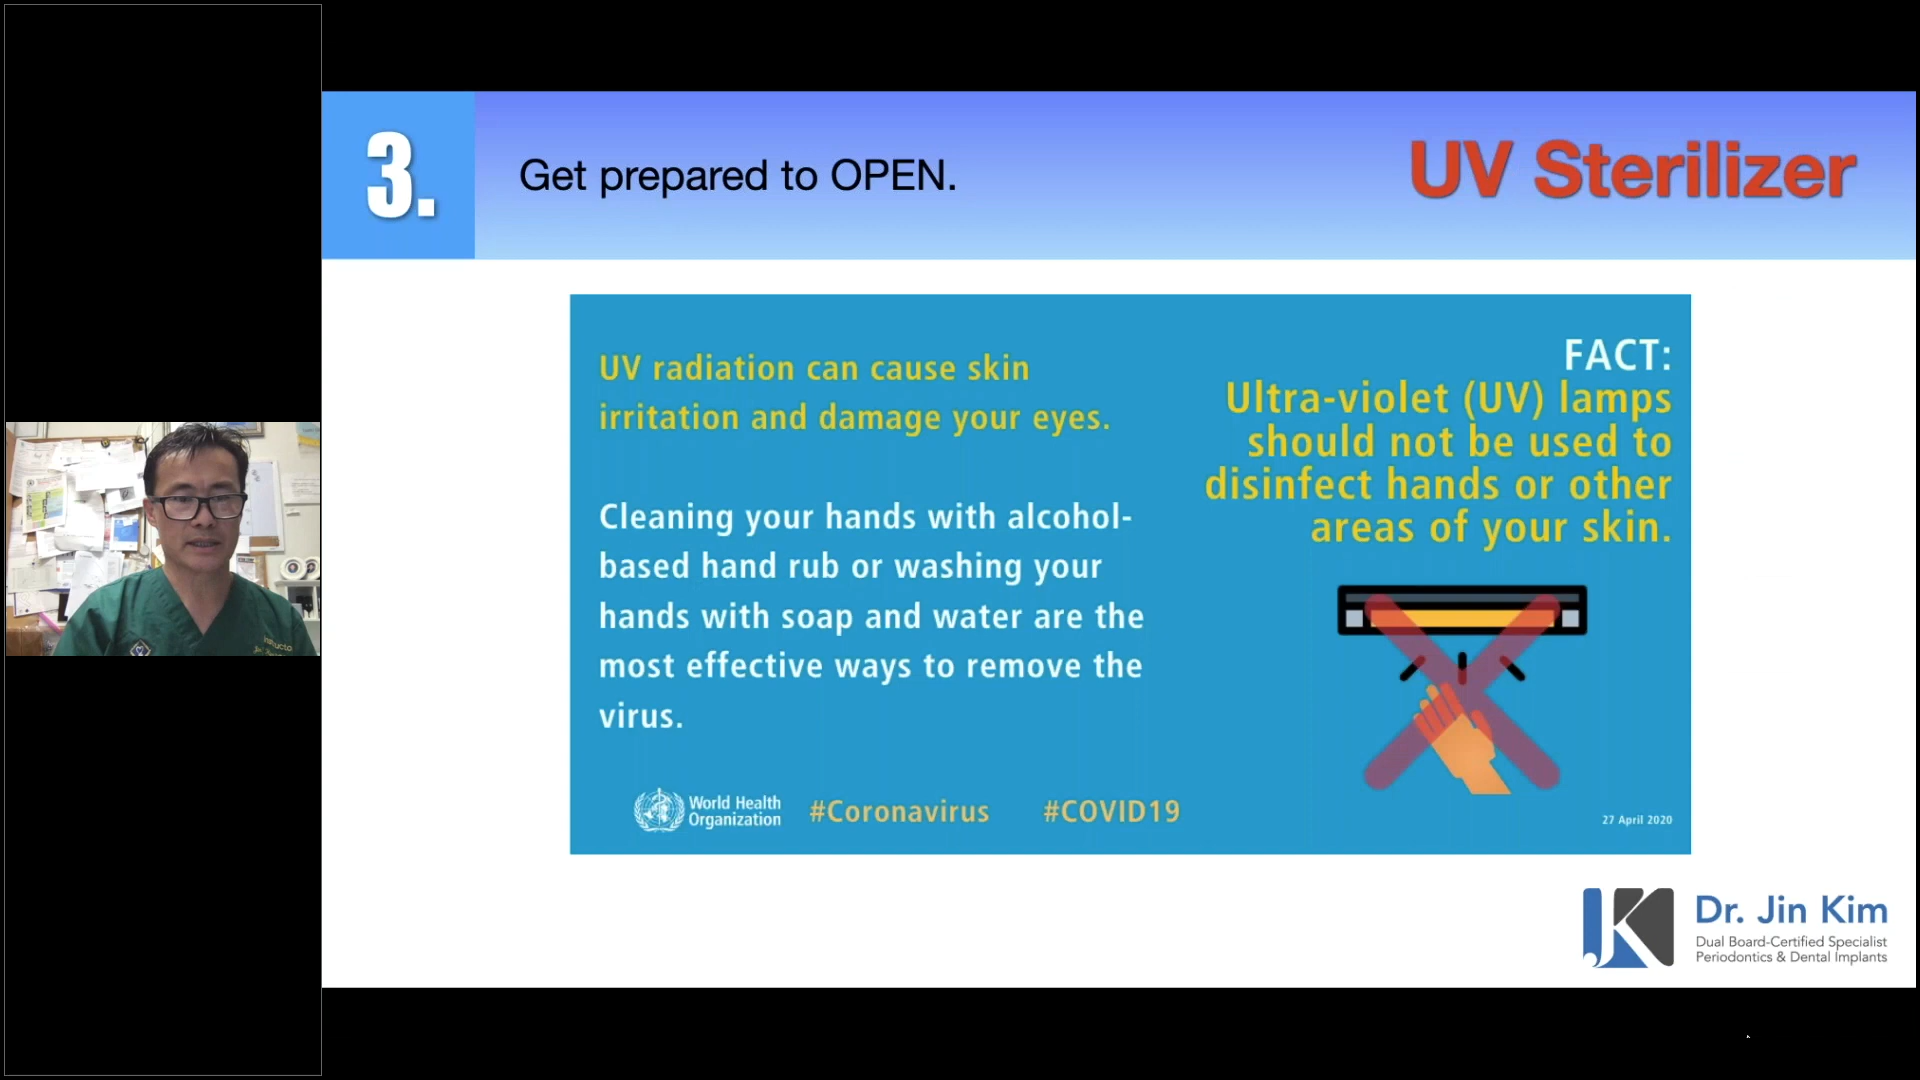 3.
Get prepared to OPEN.
UV Sterilizer
UV radiation can cause skin
irritation and damage your eyes.
Cleaning your hands with alcohol-
based hand rub or washing your
hands with soap and water are the
most effective ways to remove the
virus.
FACT:
Ultra-violet (UV) lamps
should not be used to
disinfect hands or other
areas of your skin.
World Health
Organization
#Coronavirus
#COVID19
27 April 2020
JK
Dr. Jin Kim
Dual Board-Certified Specialist
Periodontics & Dental Implants